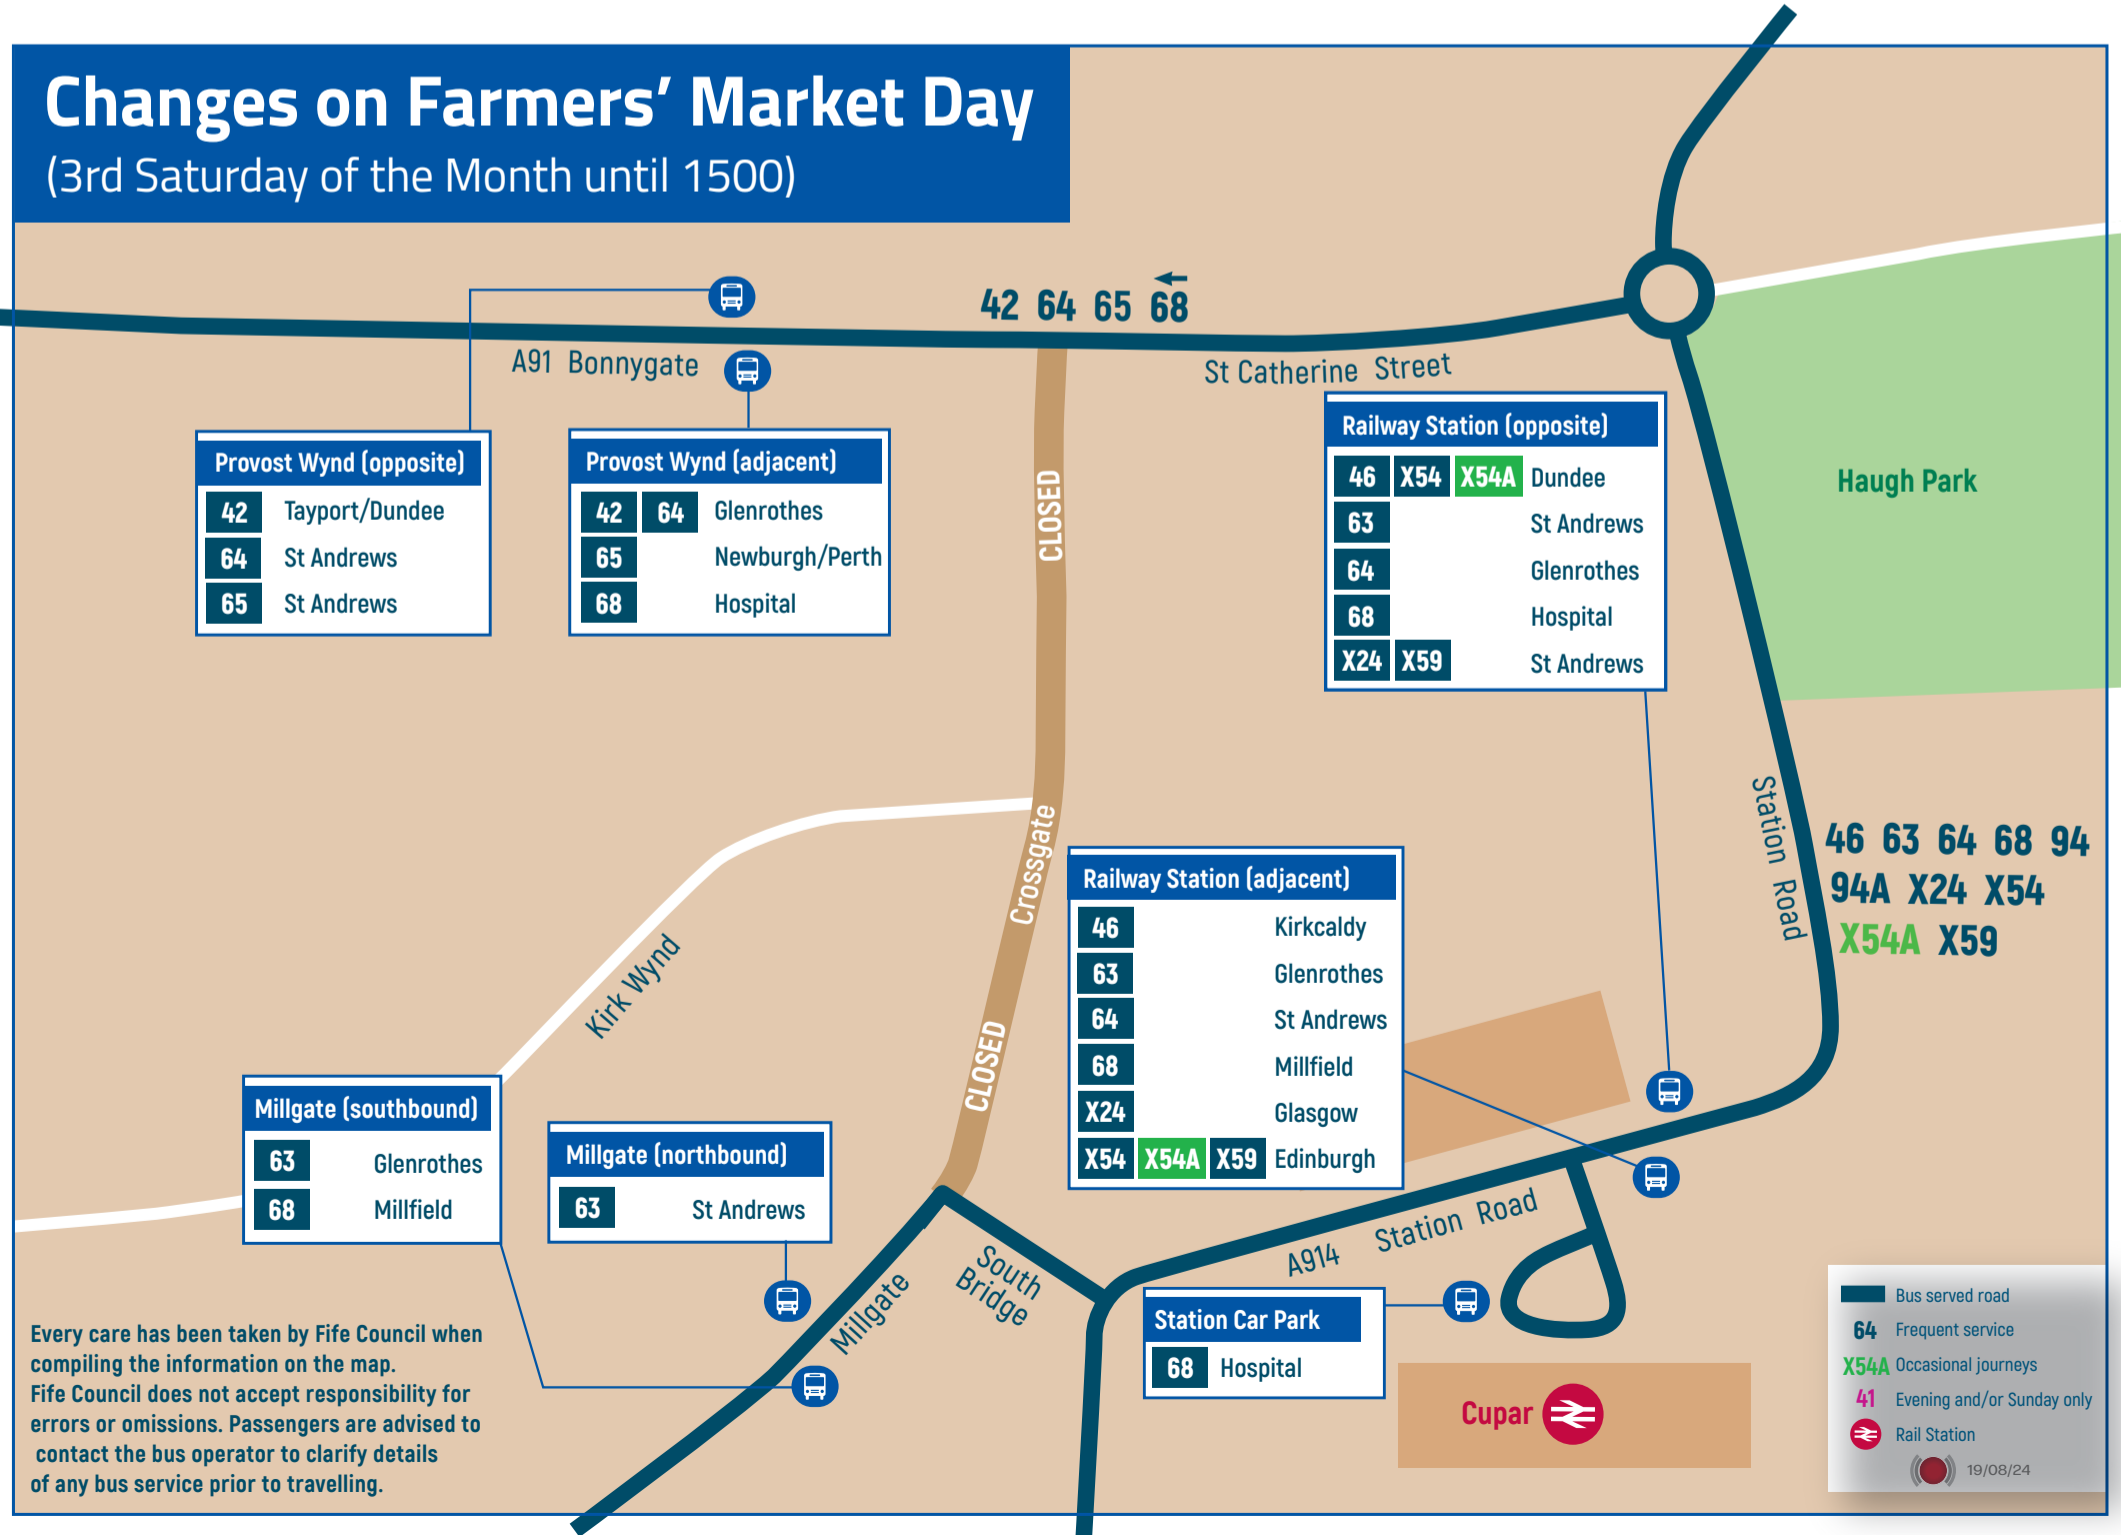 Changes on Farmers’ Market Day
(3rd Saturday of the Month until 1500)
42 64 65 68
A91 Bonnygate
St Catherine Street
Provost Wynd (opposite)
42 Tayport/Dundee
64 St Andrews
65 St Andrews
Provost Wynd (adjacent)
42 64 Glenrothes
65 Newburgh/Perth
68 Hospital
CLOSED
Railway Station (opposite)
46 X54 X54A Dundee
63 St Andrews
64 Glenrothes
68 Hospital
X24 X59 St Andrews
Haugh Park
Station Road
46 63 64 68 94
94A X24 X54
X54A X59
Crossgate
Kirk Wynd
CLOSED
Railway Station (adjacent)
46 Kirkcaldy
63 Glenrothes
64 St Andrews
68 Millfield
X24 Glasgow
X54 X54A X59 Edinburgh
Millgate (southbound)
63 Glenrothes
68 Millfield
Millgate (northbound)
63 St Andrews
Millgate
South
Bridge
A914 Station Road
Station Car Park
68 Hospital
Cupar
Every care has been taken by Fife Council when
compiling the information on the map.
Fife Council does not accept responsibility for
errors or omissions. Passengers are advised to
contact the bus operator to clarify details
of any bus service prior to travelling.
Bus served road
64 Frequent service
X54A Occasional journeys
41 Evening and/or Sunday only
Rail Station
19/08/24